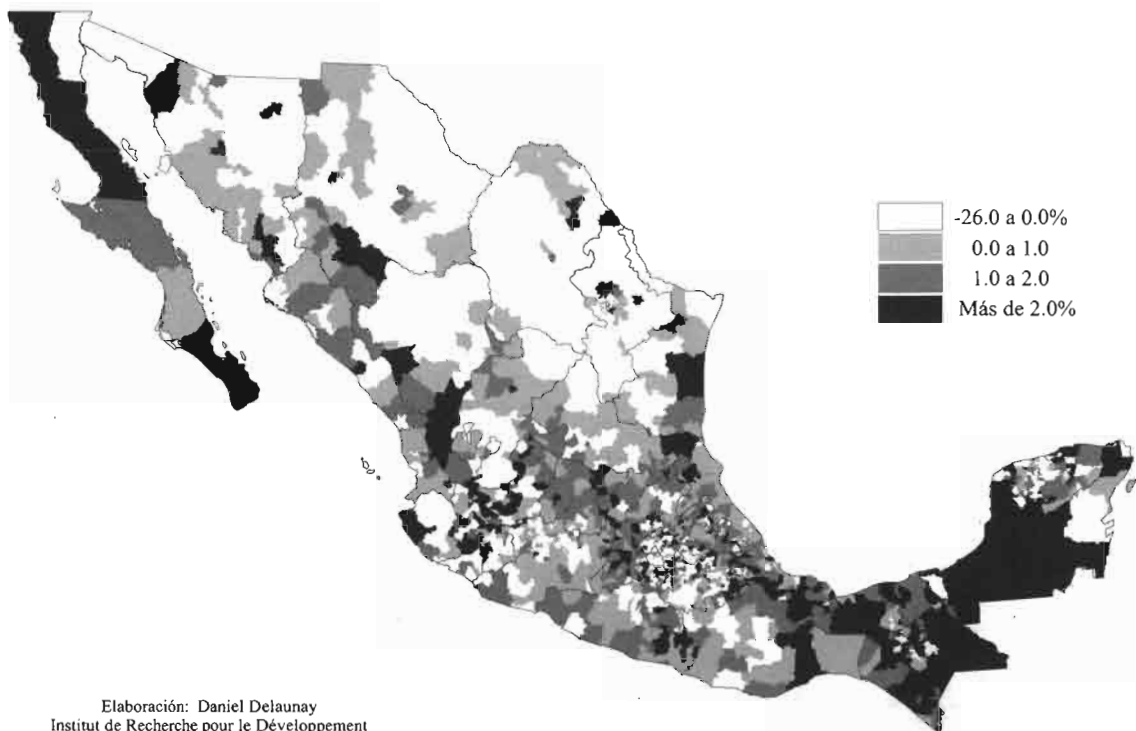 -26.0 a 0.0%
0.0 a 1.0
1.0 a 2.0
Más de 2.0%
Elaboración: Daniel Delaunay
Institut de Recherche pour le Développement